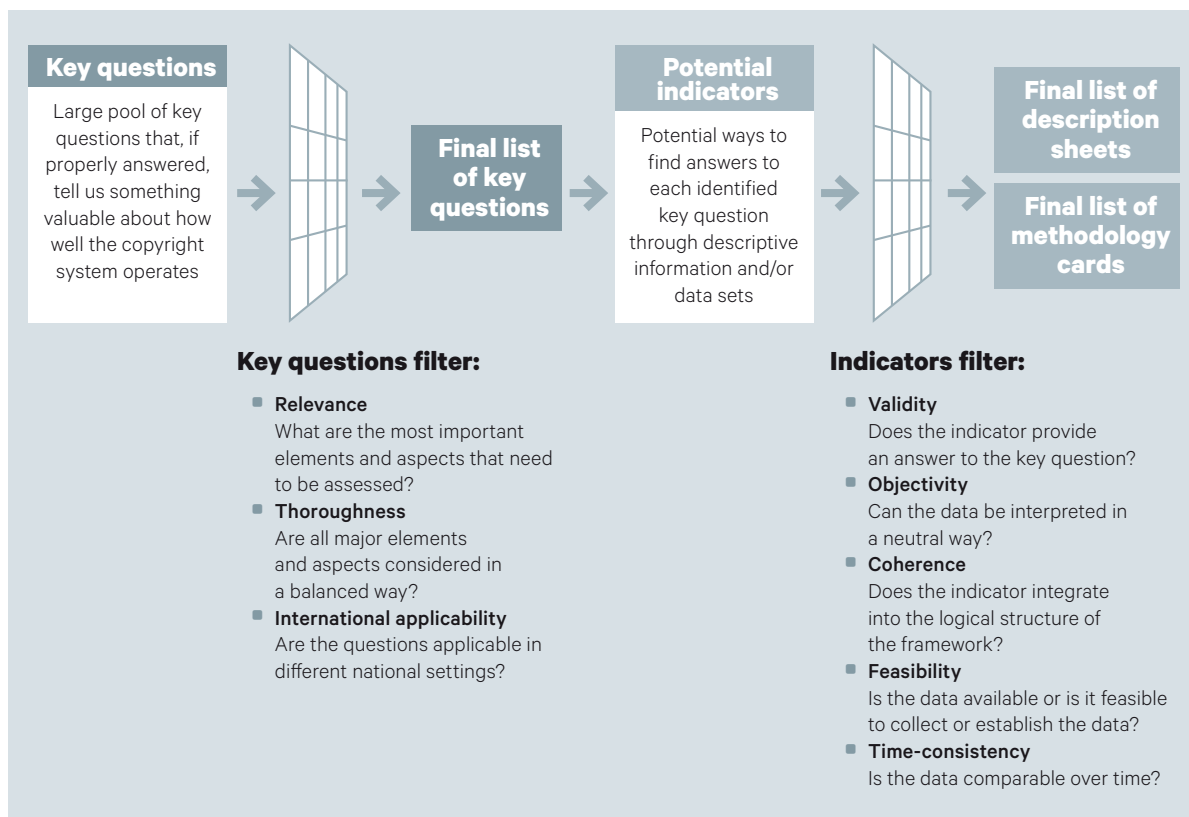 Key questions
Large pool of key
questions that, if
properly answered,
tell us something
valuable about how
well the copyright
system operates
Final list
of key
questions
Potential
indicators
Potential ways to
find answers to
each identified
key question
through descriptive
information and/or
data sets
Final list of
description
sheets
Final list of
methodology
cards
Key questions filter:
Relevance
What are the most important
elements and aspects that need
to be assessed?
Thoroughness
Are all major elements
and aspects considered in
a balanced way?
International applicability
Are the questions applicable in
different national settings?
Indicators filter:
Validity
Does the indicator provide
an answer to the key question?
Objectivity
Can the data be interpreted in
a neutral way?
Coherence
Does the indicator integrate
into the logical structure of
the framework?
Feasibility
Is the data available or is it feasible
to collect or establish the data?
Time-consistency
Is the data comparable over time?